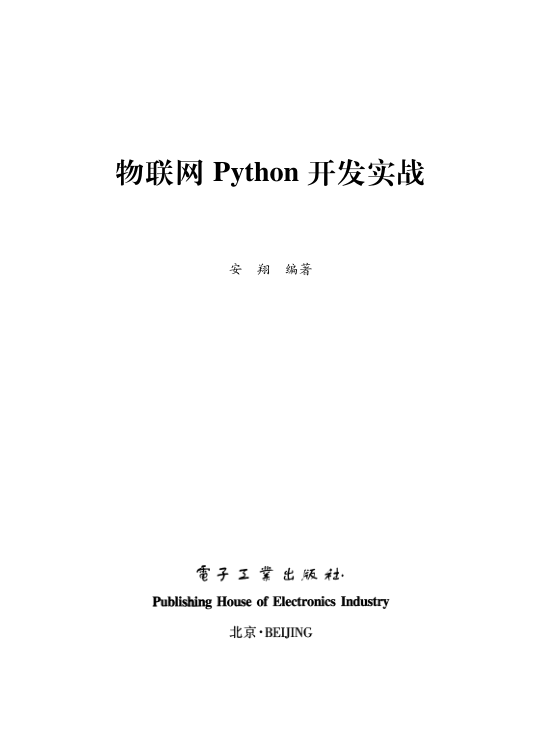 物联网 Python 开发实战
安 翔 编著
電子工業出版社·
Publishing House of Electronics Industry
北京·BEIJING